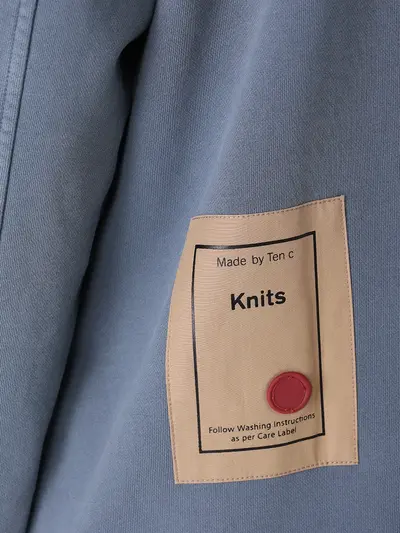 Made by Ten c
Knits
Follow Washing Instructions
as per Care Label